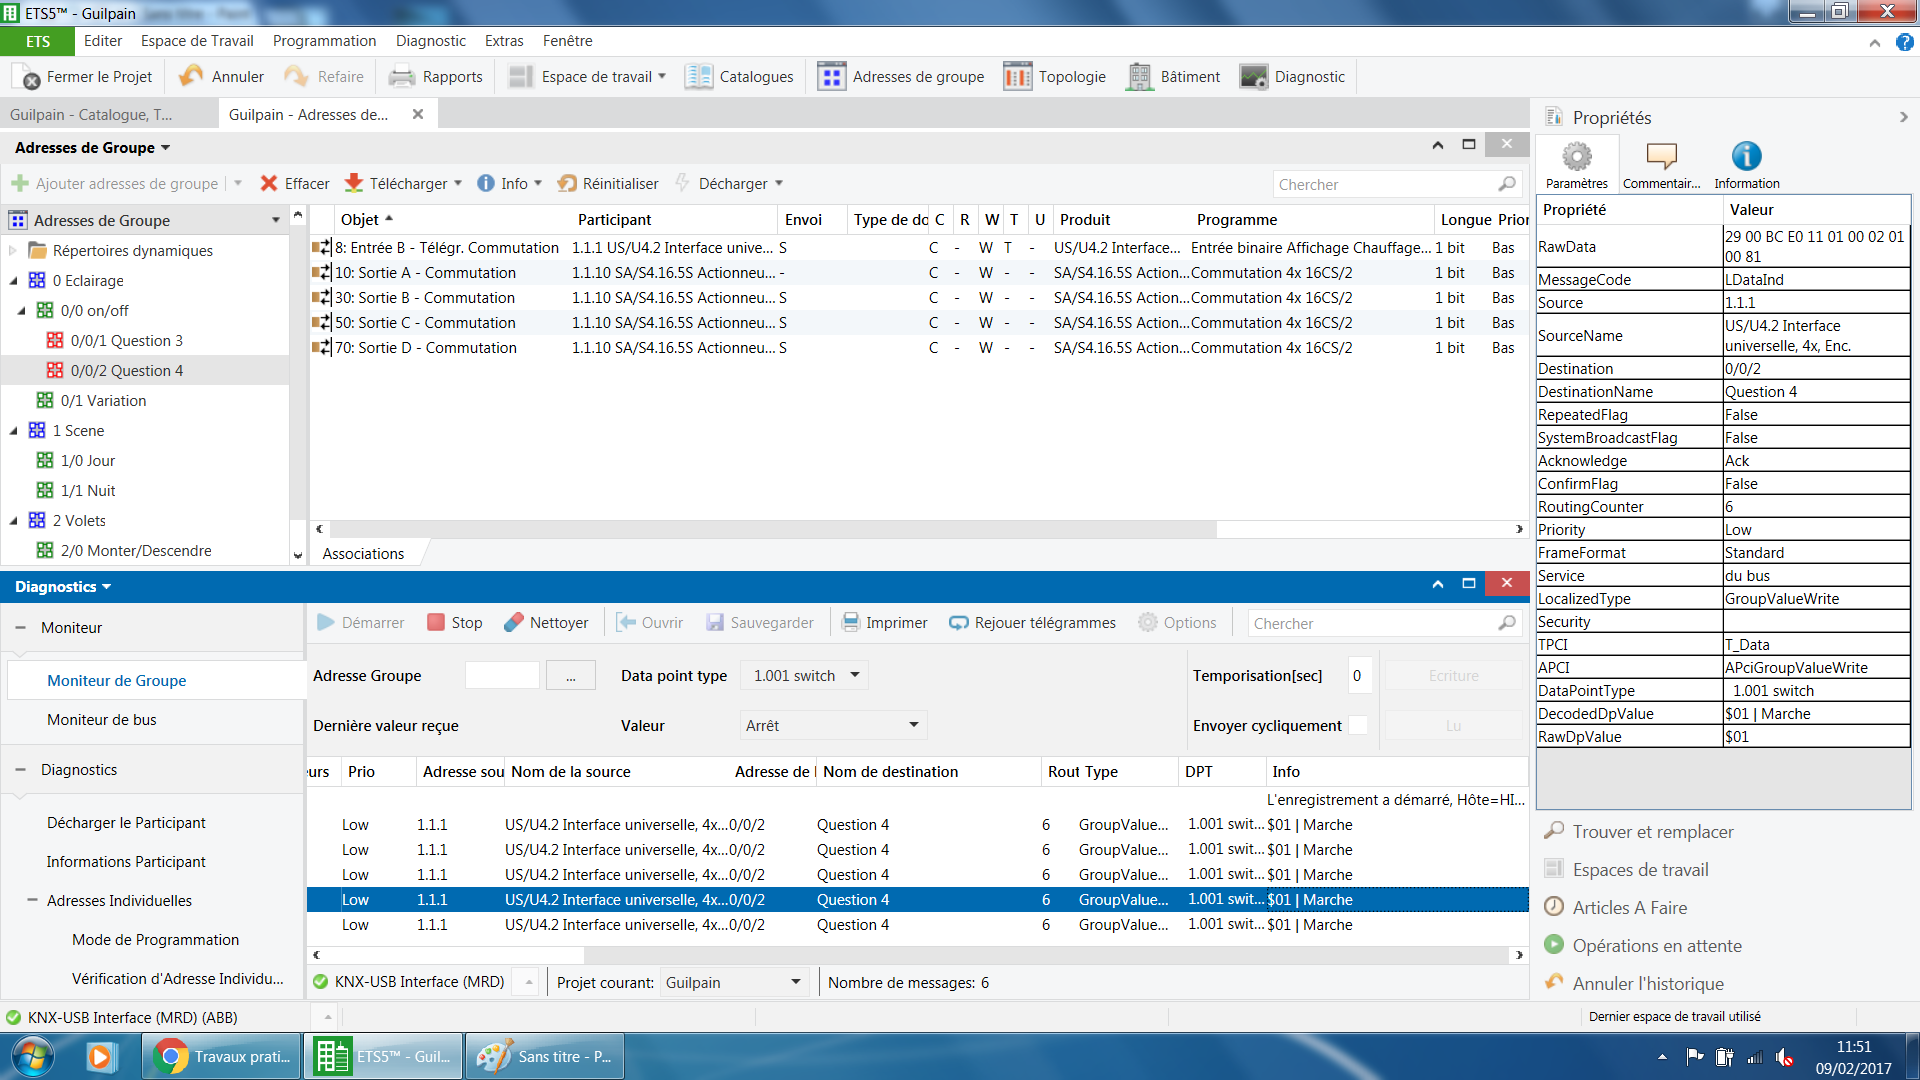 ETS5™ - Guilpain
ETS Editer Espace de Travail Programmation Diagnostic Extras Fenêtre
Fermer le Projet Annuler Refaire Rapports Espace de travail Catalogues Adresses de groupe Topologie Bâtiment Diagnostic
Guilpain - Catalogue, T... Guilpain - Adresses de...
Adresses de Groupe
Ajouter adresses de groupe Effacer Télécharger Info Réinitialiser Décharger Chercher
Adresses de Groupe
Répertoires dynamiques
0 Eclairage
0/0 on/off
0/0/1 Question 3
0/0/2 Question 4
0/1 Variation
1 Scene
1/0 Jour
1/1 Nuit
2 Volets
2/0 Monter/Descendre
Objet Participant Envoi Type de do C R W T U Produit Programme Longue Prior
8: Entrée B - Télégr. Commutation 1.1.1 US/U4.2 Interface unive... S C - W T - US/U4.2 Interface... Entrée binaire Affichage Chauffage... 1 bit Bas
10: Sortie A - Commutation 1.1.10 SA/S4.16.5S Actionneu... - C - W - - SA/S4.16.5S Action... Commutation 4x 16CS/2 1 bit Bas
30: Sortie B - Commutation 1.1.10 SA/S4.16.5S Actionneu... S C - W - - SA/S4.16.5S Action... Commutation 4x 16CS/2 1 bit Bas
50: Sortie C - Commutation 1.1.10 SA/S4.16.5S Actionneu... S C - W - - SA/S4.16.5S Action... Commutation 4x 16CS/2 1 bit Bas
70: Sortie D - Commutation 1.1.10 SA/S4.16.5S Actionneu... S C - W - - SA/S4.16.5S Action... Commutation 4x 16CS/2 1 bit Bas
Associations
Diagnostics
Moniteur
Moniteur de Groupe
Moniteur de bus
Diagnostics
Décharger le Participant
Informations Participant
Adresses Individuelles
Mode de Programmation
Vérification d'Adresse Individu...
Démarrer Stop Nettoyer Ouvrir Sauvegarder Imprimer Rejouer télégrammes Options Chercher
Adresse Groupe ... Data point type 1.001 switch Temporisation[sec] 0 Ecriture
Dernière valeur reçue Valeur Arrêt Envoyer cycliquement Lu
urs Prio Adresse sou Nom de la source Adresse de Nom de destination Rout Type DPT Info
L'enregistrement a démarré, Hôte=HI...
Low 1.1.1 US/U4.2 Interface universelle, 4x... 0/0/2 Question 4 6 GroupValue... 1.001 swit... $01 | Marche
Low 1.1.1 US/U4.2 Interface universelle, 4x... 0/0/2 Question 4 6 GroupValue... 1.001 swit... $01 | Marche
Low 1.1.1 US/U4.2 Interface universelle, 4x... 0/0/2 Question 4 6 GroupValue... 1.001 swit... $01 | Marche
Low 1.1.1 US/U4.2 Interface universelle, 4x... 0/0/2 Question 4 6 GroupValue... 1.001 swit... $01 | Marche
Low 1.1.1 US/U4.2 Interface universelle, 4x... 0/0/2 Question 4 6 GroupValue... 1.001 swit... $01 | Marche
KNX-USB Interface (MRD) Projet courant: Guilpain Nombre de messages: 6
Propriétés
Paramètres Commentair... Information
Propriété Valeur
RawData 29 00 BC E0 11 01 00 02 01
00 81
MessageCode LDataInd
Source 1.1.1
SourceName US/U4.2 Interface
universelle, 4x, Enc.
Destination 0/0/2
DestinationName Question 4
RepeatedFlag False
SystemBroadcastFlag False
Acknowledge Ack
ConfirmFlag False
RoutingCounter 6
Priority Low
FrameFormat Standard
Service du bus
LocalizedType GroupValueWrite
Security
TPCI T_Data
APCI APciGroupValueWrite
DataPointType 1.001 switch
DecodedDpValue $01 | Marche
RawDpValue $01
Trouver et remplacer
Espaces de travail
Articles A Faire
Opérations en attente
Annuler l'historique
KNX-USB Interface (MRD) (ABB) Dernier espace de travail utilisé
Travaux prati... ETS5™ - Guil... Sans titre - P... 11:51
09/02/2017